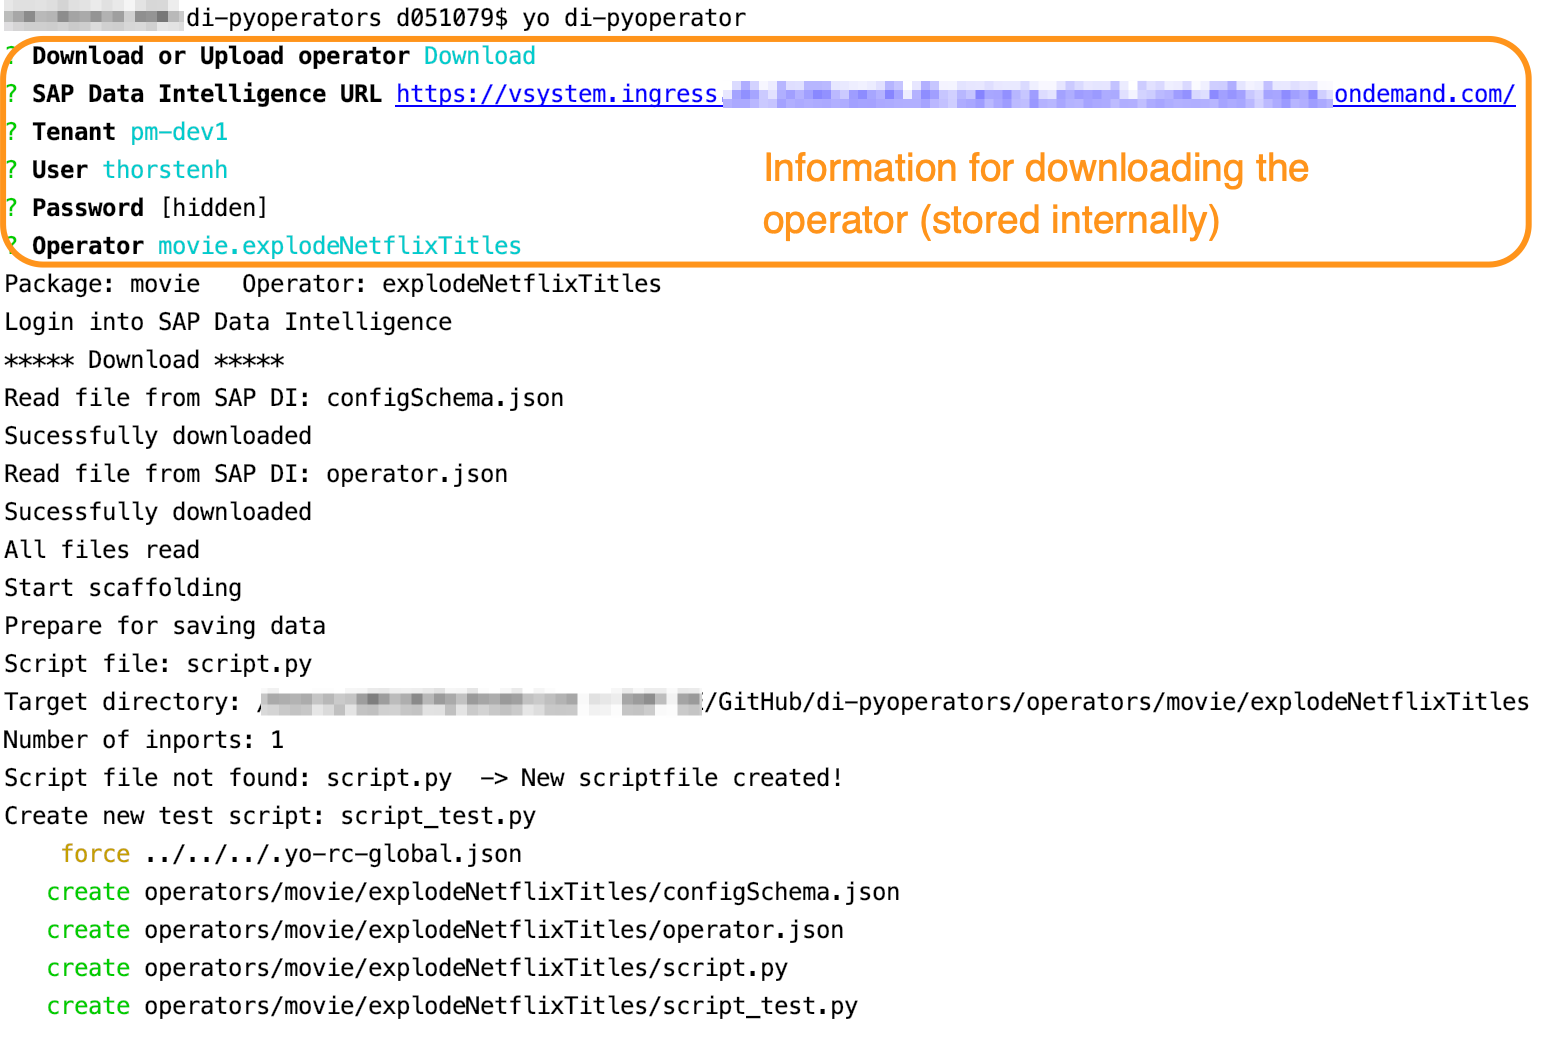 di-pyoperators d051079$ yo di-pyoperator
? Download or Upload operator Download
? SAP Data Intelligence URL https://vsystem.ingress. ondemand.com/
? Tenant pm-dev1
? User thorstenh
? Password [hidden]
? Operator movie.explodeNetflixTitles
Information for downloading the
operator (stored internally)
Package: movie   Operator: explodeNetflixTitles
Login into SAP Data Intelligence
***** Download *****
Read file from SAP DI: configSchema.json
Sucessfully downloaded
Read file from SAP DI: operator.json
Sucessfully downloaded
All files read
Start scaffolding
Prepare for saving data
Script file: script.py
Target directory: / /GitHub/di-pyoperators/operators/movie/explodeNetflixTitles
Number of inports: 1
Script file not found: script.py  -> New scriptfile created!
Create new test script: script_test.py
force ../../../.yo-rc-global.json
create operators/movie/explodeNetflixTitles/configSchema.json
create operators/movie/explodeNetflixTitles/operator.json
create operators/movie/explodeNetflixTitles/script.py
create operators/movie/explodeNetflixTitles/script_test.py